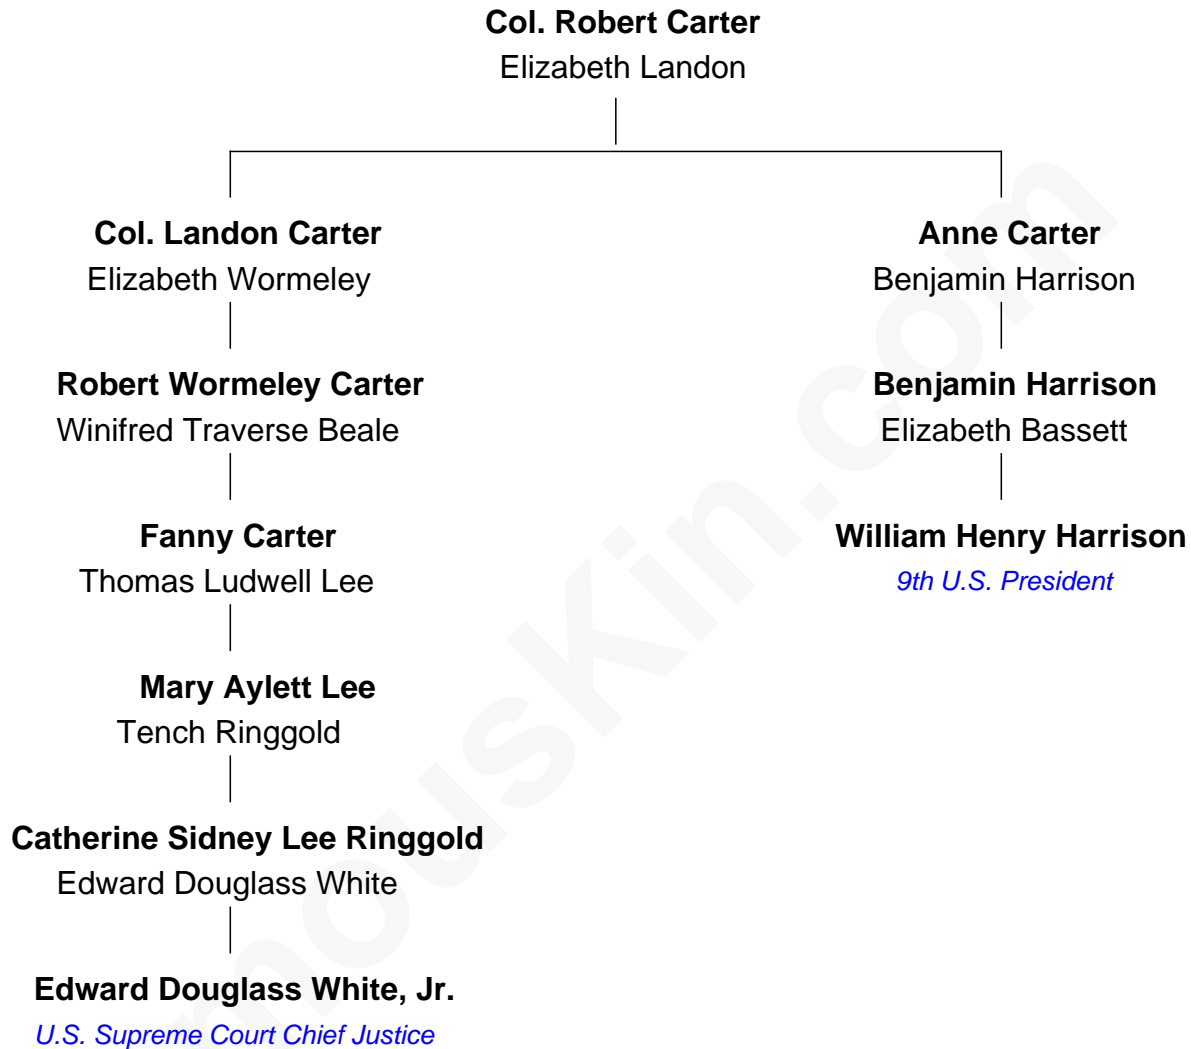 Col. Robert Carter
Elizabeth Landon
Col. Landon Carter
Elizabeth Wormeley
Anne Carter
Benjamin Harrison
Robert Wormeley Carter
Winifred Traverse Beale
Benjamin Harrison
Elizabeth Bassett
Fanny Carter
Thomas Ludwell Lee
William Henry Harrison
9th U.S. President
Mary Aylett Lee
Tench Ringgold
Catherine Sidney Lee Ringgold
Edward Douglass White
Edward Douglass White, Jr.
U.S. Supreme Court Chief Justice
mousKin.com